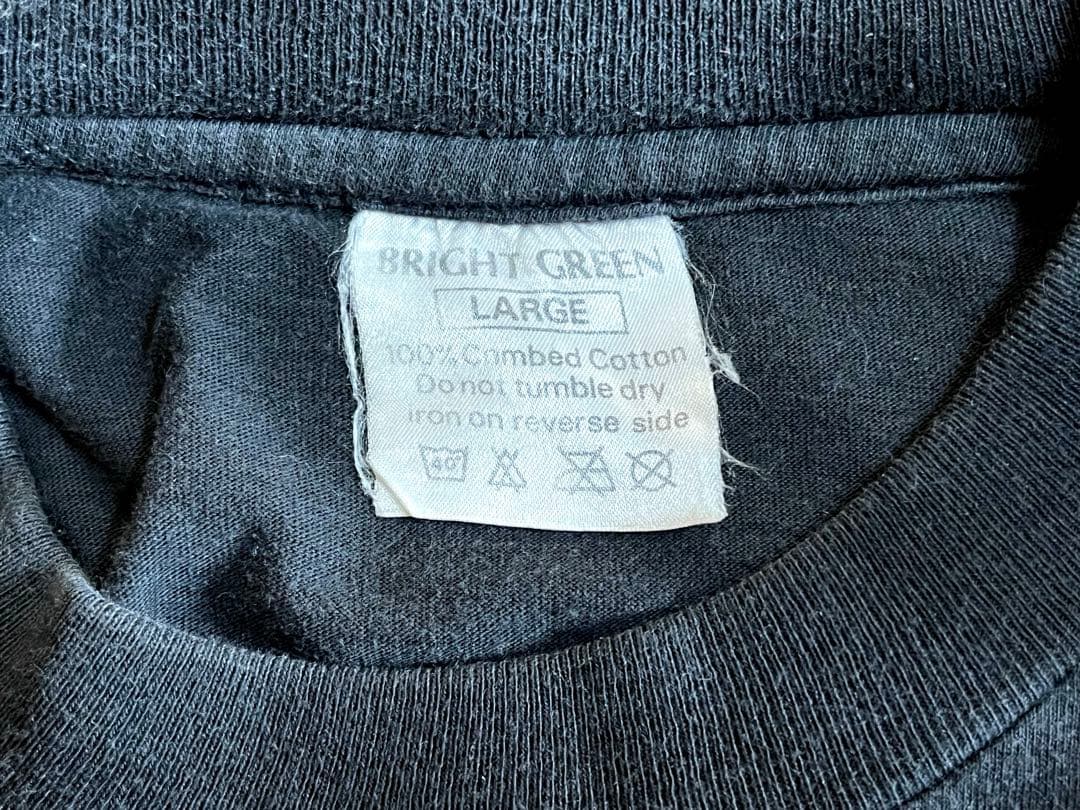 BRIGHT GREEN
LARGE
100% Combed Cotton
Do not tumble dry
iron on reverse side
40°